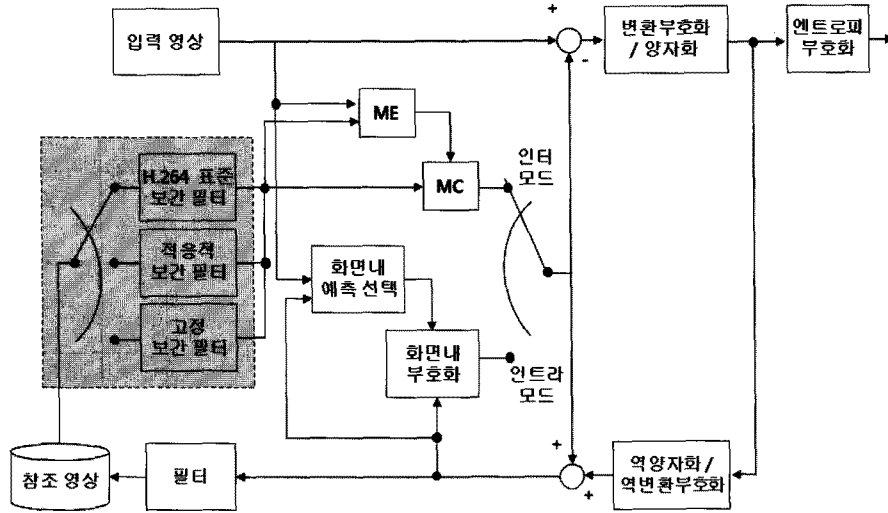 입력 영상
+
-
변환부호화
/ 양자화
엔트로피
부호화
ME
H.264 표준
보간 필터
MC
인터
모드
적응적
보간 필터
화면내
예측 선택
고정
보간 필터
화면내
부호화
인트라
모드
+
+
참조 영상
필터
역양자화 /
역변환부호화